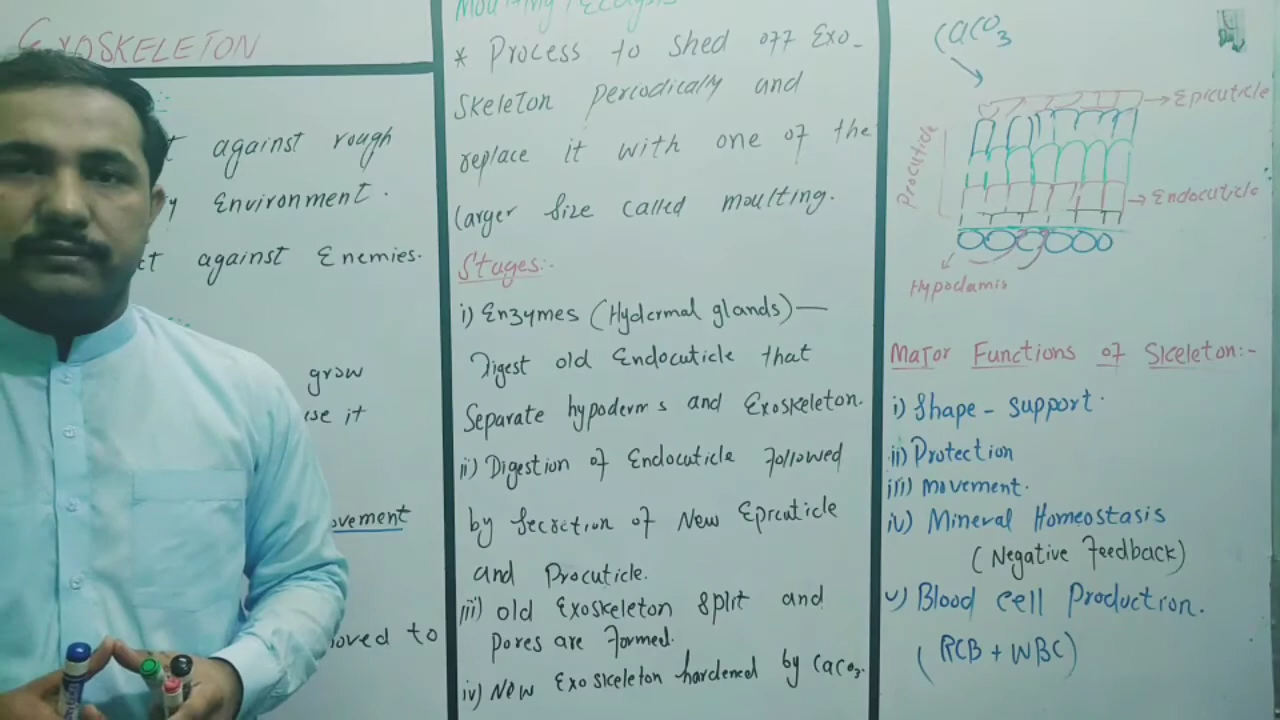 EXOSKELETON
against rough
Environment.
against Enemies.
grow
use it
ovement
oved to
* Process to shed off Exo-
skeleton periodically and
replace it with one of the
larger size called moulting.
Stages:-
i) Enzymes (Hydermal glands) —
Digest old Endocuticle that
Separate hypoderms and Exoskeleton.
ii) Digestion of Endocuticle followed
by Secretion of New Epicuticle
and Procuticle.
iii) old Exoskeleton split and
Pores are formed.
iv) New Exoskeleton hardened by CaCO3.
CaCO3
Epicuticle
Procuticle
Endocuticle
Hypodamis
Major Functions of Skeleton:-
i) Shape - support.
ii) Protection
iii) Movement.
iv) Mineral Homeostasis
(Negative Feedback)
v) Blood cell Production.
(RCB + WBC)